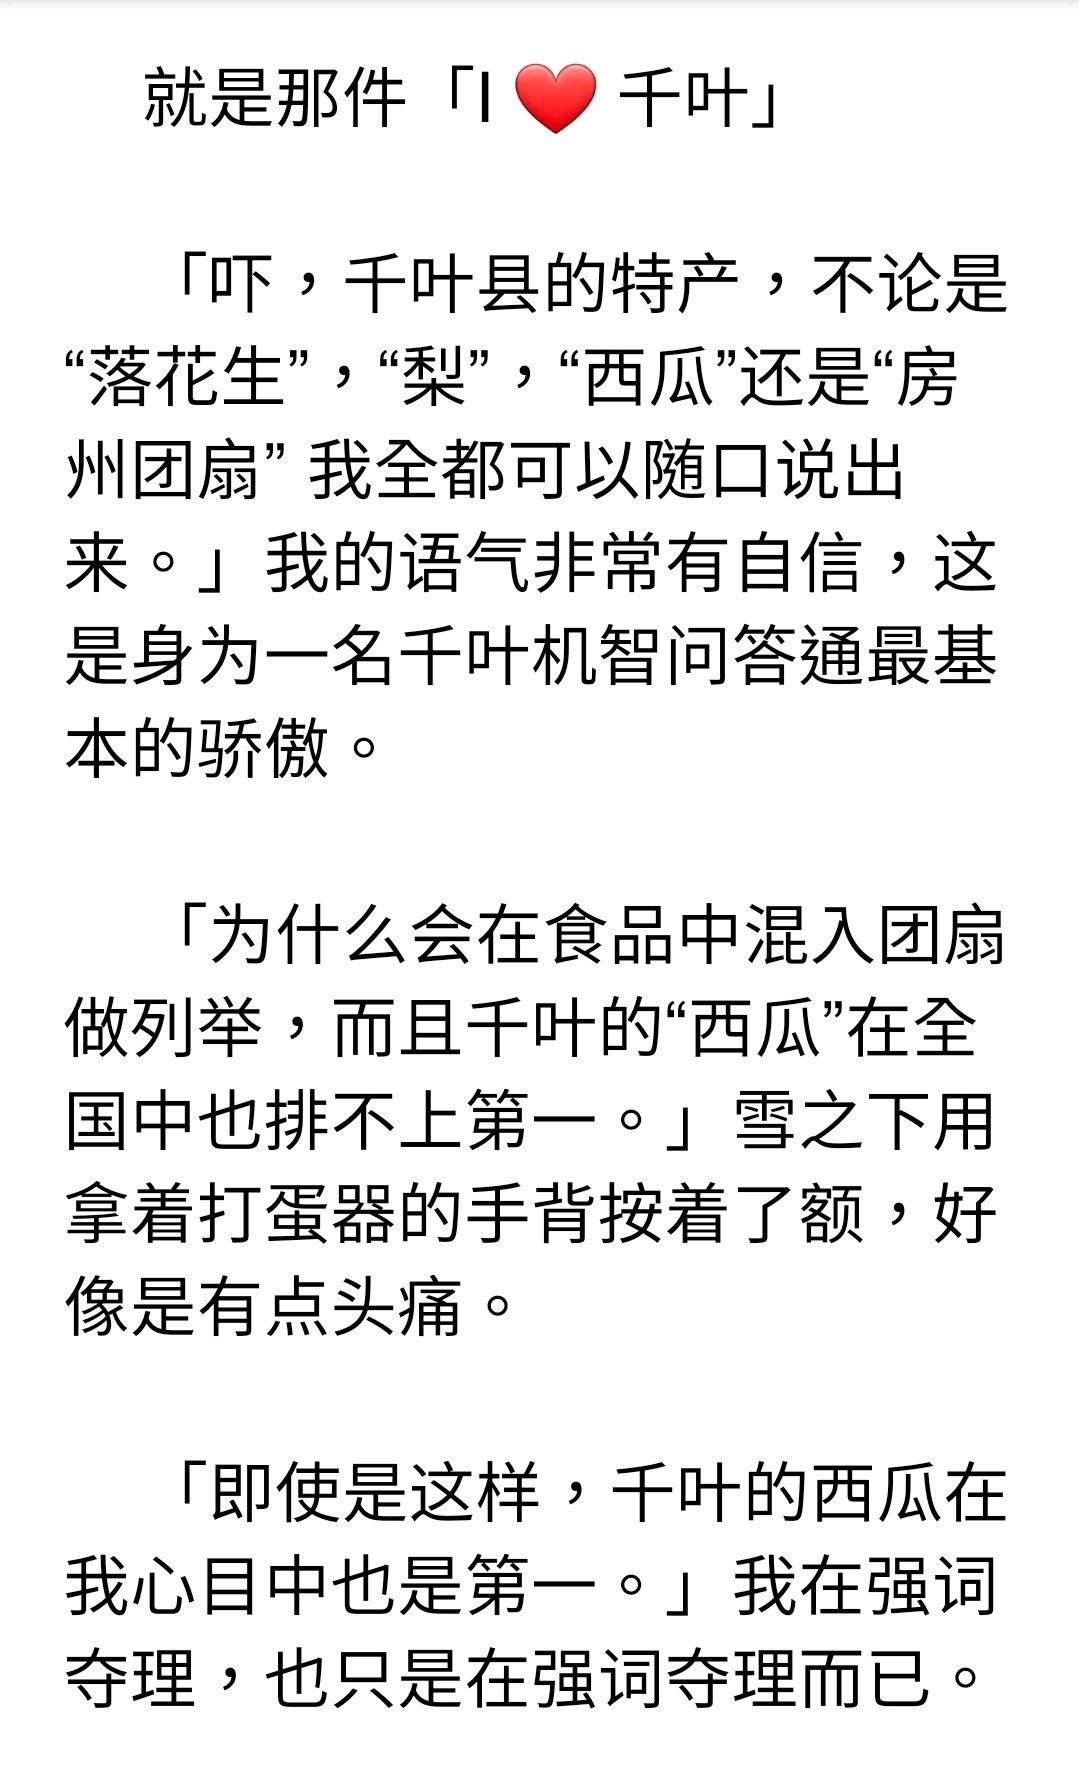 就是那件「I ❤️ 千叶」
「吓，千叶县的特产，不论是
“落花生”，“梨”，“西瓜”还是“房
州团扇” 我全都可以随口说出
来。」我的语气非常有自信，这
是身为一名千叶机智问答通最基
本的骄傲。
「为什么会在食品中混入团扇
做列举，而且千叶的“西瓜”在全
国中也排不上第一。」雪之下用
拿着打蛋器的手背按着了额，好
像是有点头痛。
「即使是这样，千叶的西瓜在
我心目中也是第一。」我在强词
夺理，也只是在强词夺理而已。